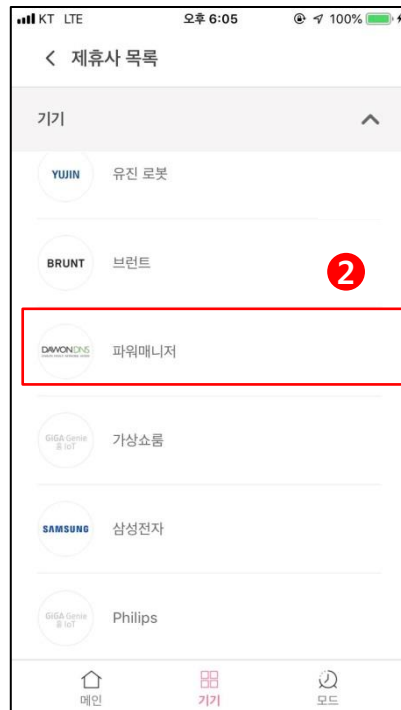 KT LTE 오후 6:05 100%
제휴사 목록
기기
YUJIN 유진 로봇
BRUNT 브런트
2
DAWONDNS 파워매니저
GiGA Genie
홈 IoT
가상쇼룸
SAMSUNG 삼성전자
GiGA Genie
홈 IoT
Philips
메인 기기 모드